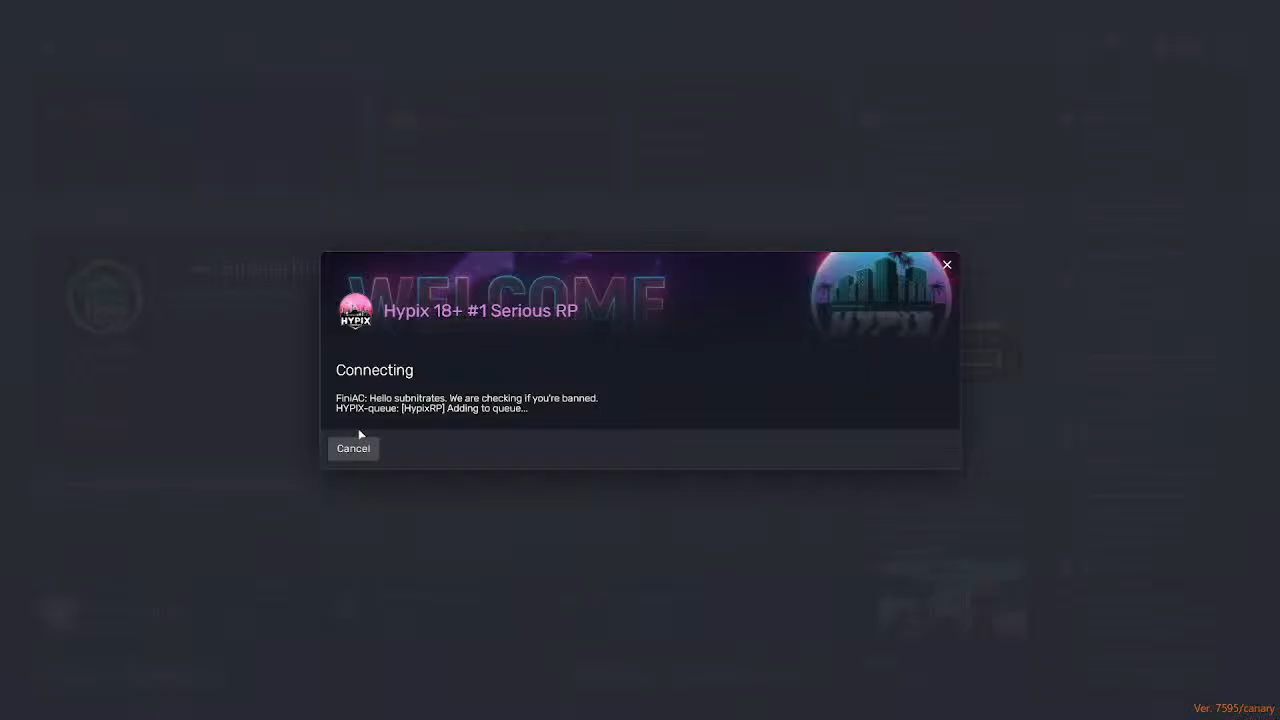 WELCOME
HYPIX
Hypix 18+ #1 Serious RP
Connecting
FiniAC: Hello subnitrates. We are checking if you're banned.
HYPIX-queue: [HypixRP] Adding to queue...
Cancel
Ver. 7595/canary